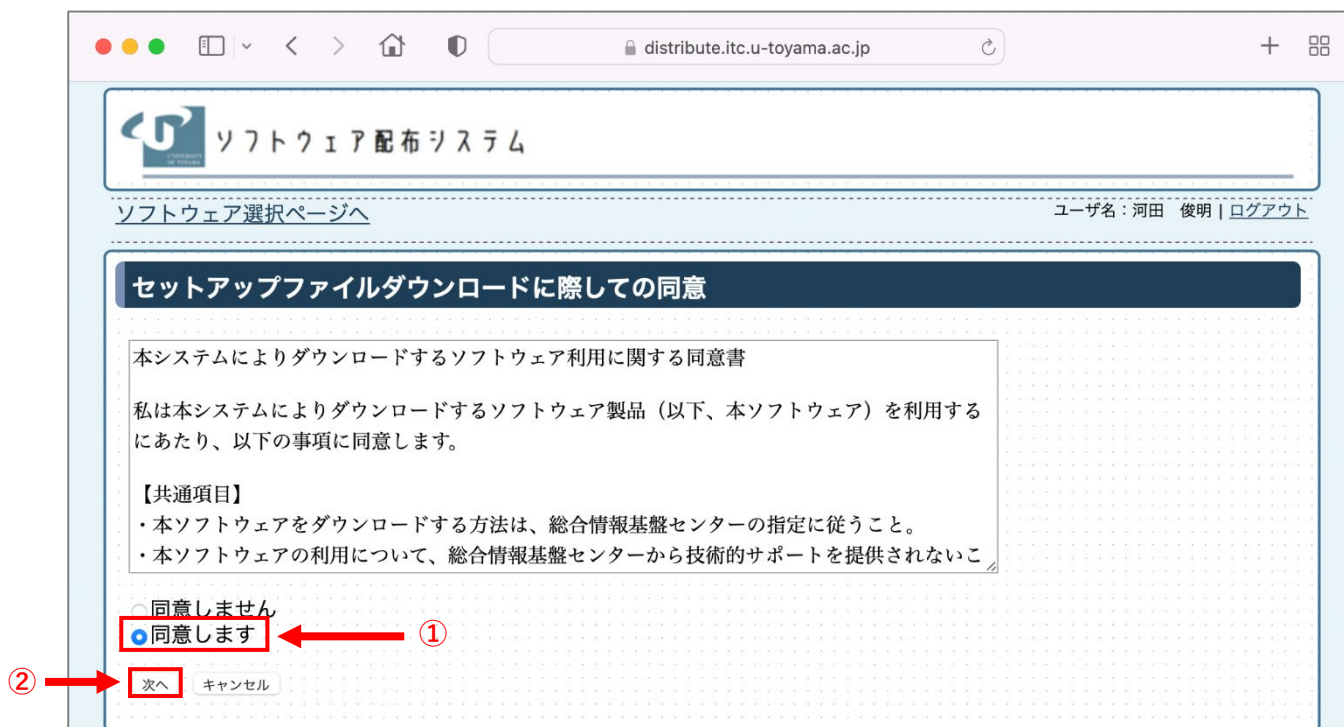 distribute.itc.u-toyama.ac.jp
UNIVERSITY
OF TOYAMA
ソフトウェア配布システム
ソフトウェア選択ページへ
ユーザ名：河田　俊明 | ログアウト
セットアップファイルダウンロードに際しての同意
本システムによりダウンロードするソフトウェア利用に関する同意書
私は本システムによりダウンロードするソフトウェア製品（以下、本ソフトウェア）を利用する
にあたり、以下の事項に同意します。
【共通項目】
・本ソフトウェアをダウンロードする方法は、総合情報基盤センターの指定に従うこと。
・本ソフトウェアの利用について、総合情報基盤センターから技術的サポートを提供されないこ
同意しません
同意します ①
② 次へ キャンセル